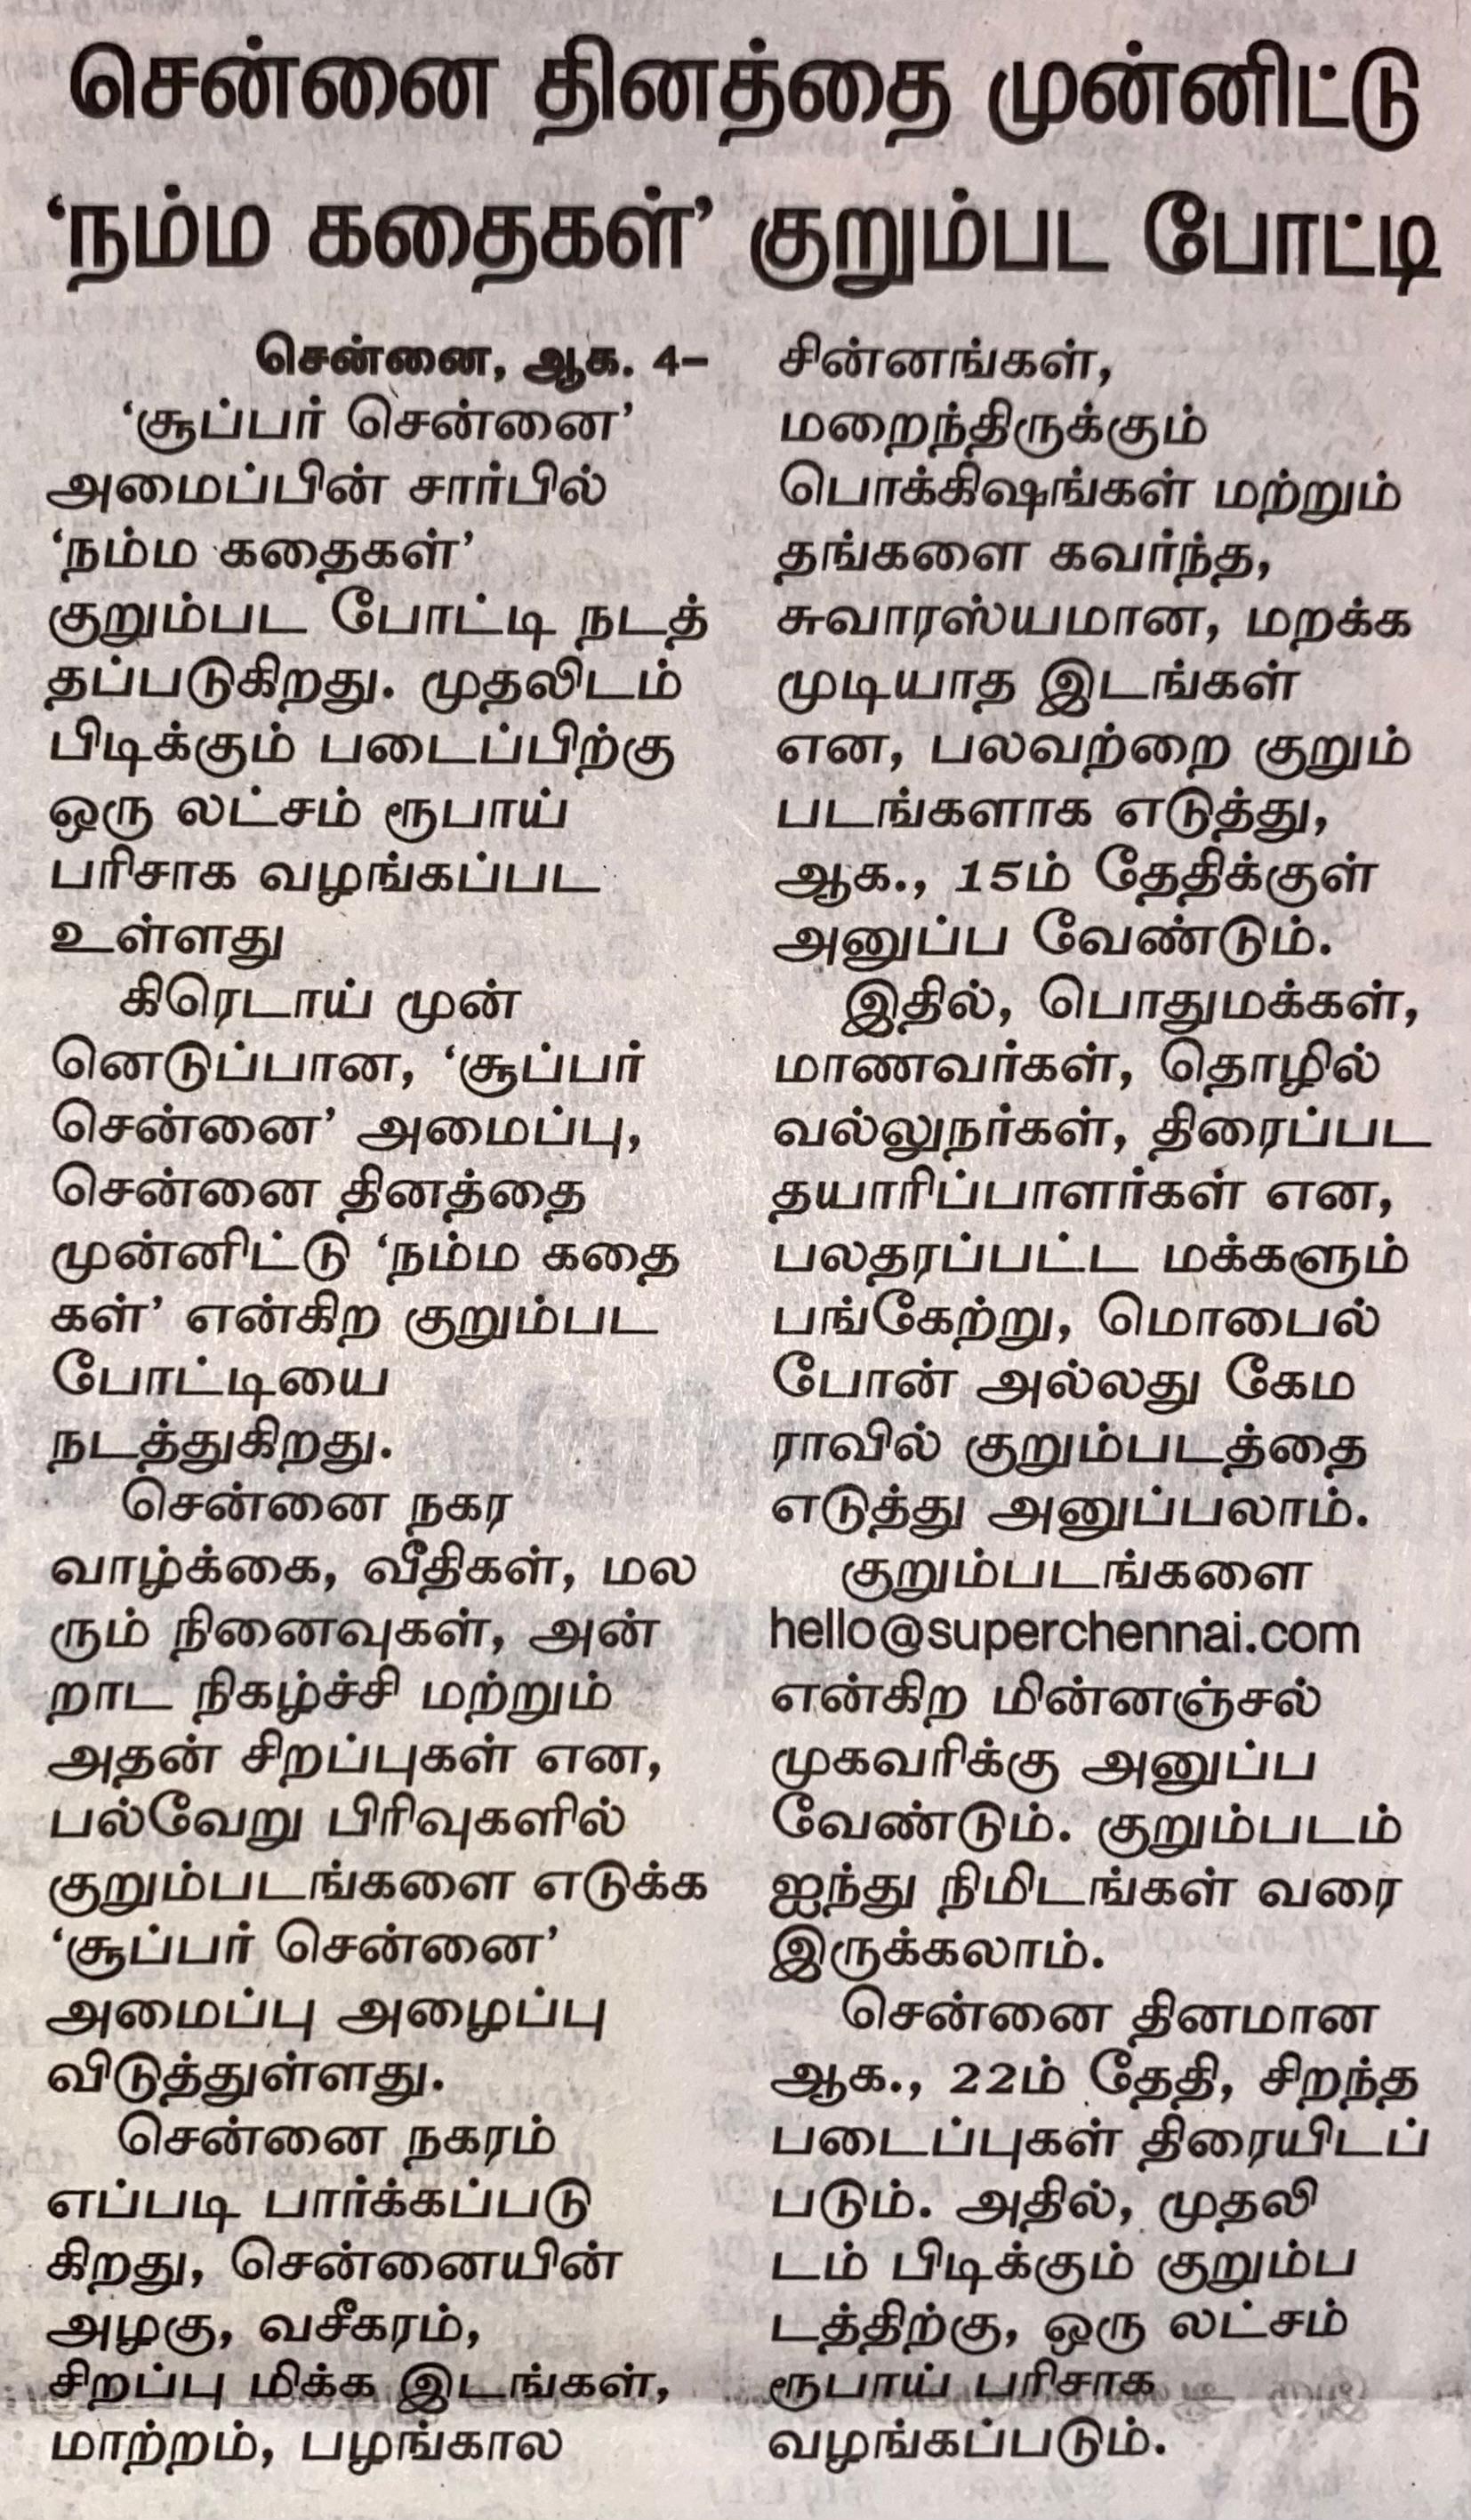 சென்னை தினத்தை முன்னிட்டு
‘நம்ம கதைகள்’ குறும்பட போட்டி
சென்னை, ஆக. 4–
‘சூப்பர் சென்னை’
அமைப்பின் சார்பில்
‘நம்ம கதைகள்’
குறும்பட போட்டி நடத்
தப்படுகிறது. முதலிடம்
பிடிக்கும் படைப்பிற்கு
ஒரு லட்சம் ரூபாய்
பரிசாக வழங்கப்பட
உள்ளது
கிரெடாய் முன்
னெடுப்பான, ‘சூப்பர்
சென்னை’ அமைப்பு,
சென்னை தினத்தை
முன்னிட்டு ‘நம்ம கதை
கள்’ என்கிற குறும்பட
போட்டியை
நடத்துகிறது.
சென்னை நகர
வாழ்க்கை, வீதிகள், மல
ரும் நினைவுகள், அன்
றாட நிகழ்ச்சி மற்றும்
அதன் சிறப்புகள் என,
பல்வேறு பிரிவுகளில்
குறும்படங்களை எடுக்க
‘சூப்பர் சென்னை’
அமைப்பு அழைப்பு
விடுத்துள்ளது.
சென்னை நகரம்
எப்படி பார்க்கப்படு
கிறது, சென்னையின்
அழகு, வசீகரம்,
சிறப்பு மிக்க இடங்கள்,
மாற்றம், பழங்கால
சின்னங்கள்,
மறைந்திருக்கும்
பொக்கிஷங்கள் மற்றும்
தங்களை கவர்ந்த,
சுவாரஸ்யமான, மறக்க
முடியாத இடங்கள்
என, பலவற்றை குறும்
படங்களாக எடுத்து,
ஆக., 15ம் தேதிக்குள்
அனுப்ப வேண்டும்.
இதில், பொதுமக்கள்,
மாணவர்கள், தொழில்
வல்லுநர்கள், திரைப்பட
தயாரிப்பாளர்கள் என,
பலதரப்பட்ட மக்களும்
பங்கேற்று, மொபைல்
போன் அல்லது கேம
ராவில் குறும்படத்தை
எடுத்து அனுப்பலாம்.
குறும்படங்களை
hello@superchennai.com
என்கிற மின்னஞ்சல்
முகவரிக்கு அனுப்ப
வேண்டும். குறும்படம்
ஐந்து நிமிடங்கள் வரை
இருக்கலாம்.
சென்னை தினமான
ஆக., 22ம் தேதி, சிறந்த
படைப்புகள் திரையிடப்
படும். அதில், முதலி
டம் பிடிக்கும் குறும்ப
டத்திற்கு, ஒரு லட்சம்
ரூபாய் பரிசாக
வழங்கப்படும்.